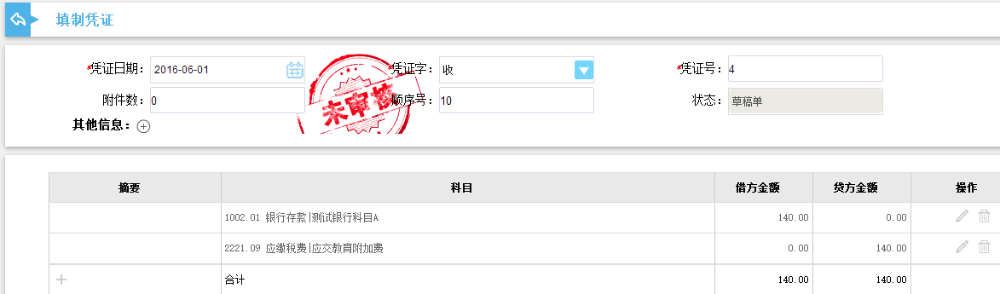 填制凭证
*凭证日期： 2016-06-01 *凭证字： 收 *凭证号： 4
附件数： 0 未审核 顺序号： 10 状态： 草稿单
其他信息：
摘要 科目 借方金额 贷方金额 操作
1002.01 银行存款|测试银行科目A 140.00 0.00
2221.09 应缴税费|应交教育附加费 0.00 140.00
合计 140.00 140.00